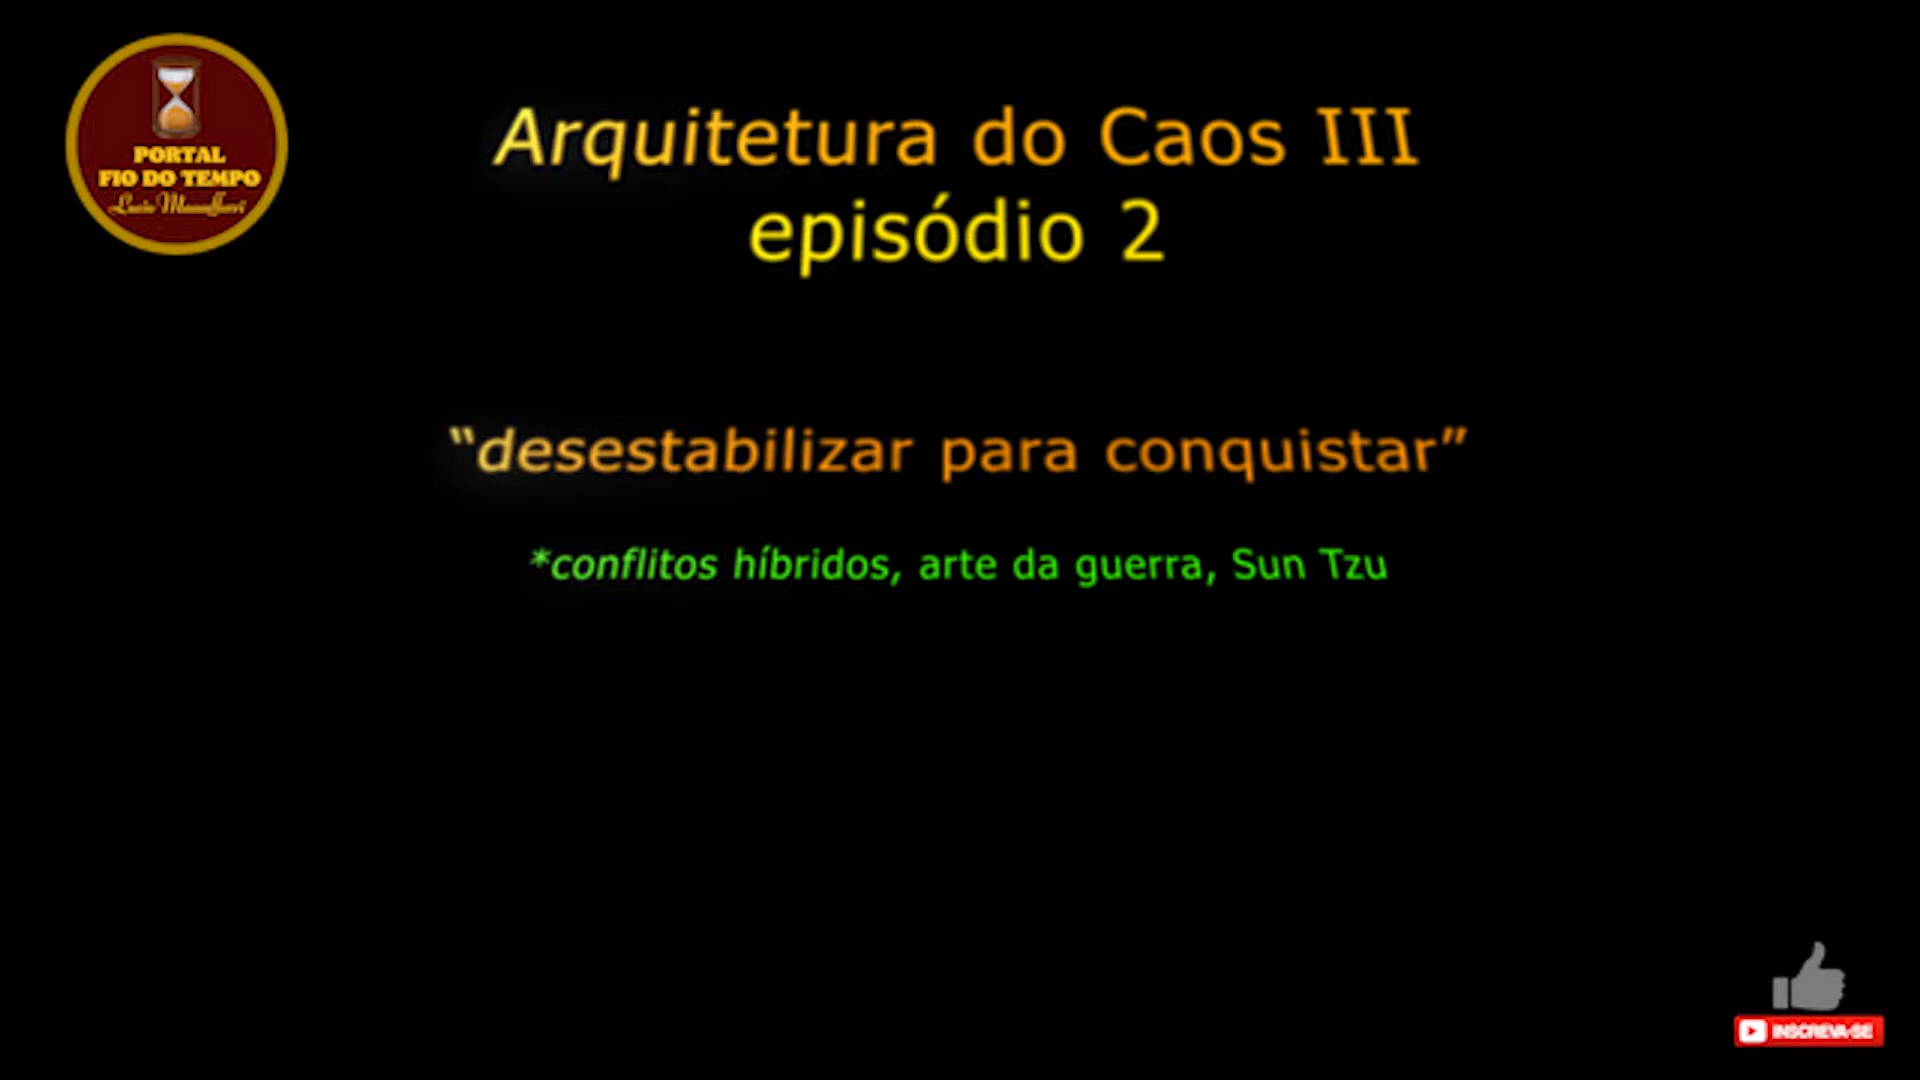 PORTAL
FIO DO TEMPO
Arquitetura do Caos III
episódio 2
“desestabilizar para conquistar”
*conflitos híbridos, arte da guerra, Sun Tzu
INSCREVA-SE